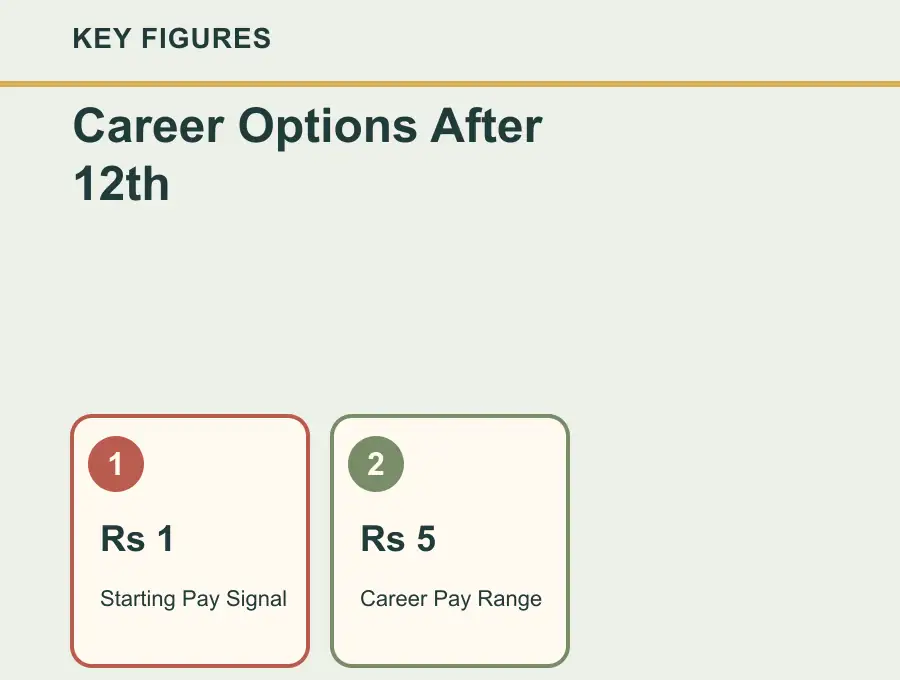 KEY FIGURES
Career Options After
12th
1
2
Rs 1
Rs 5
Starting Pay Signal
Career Pay Range